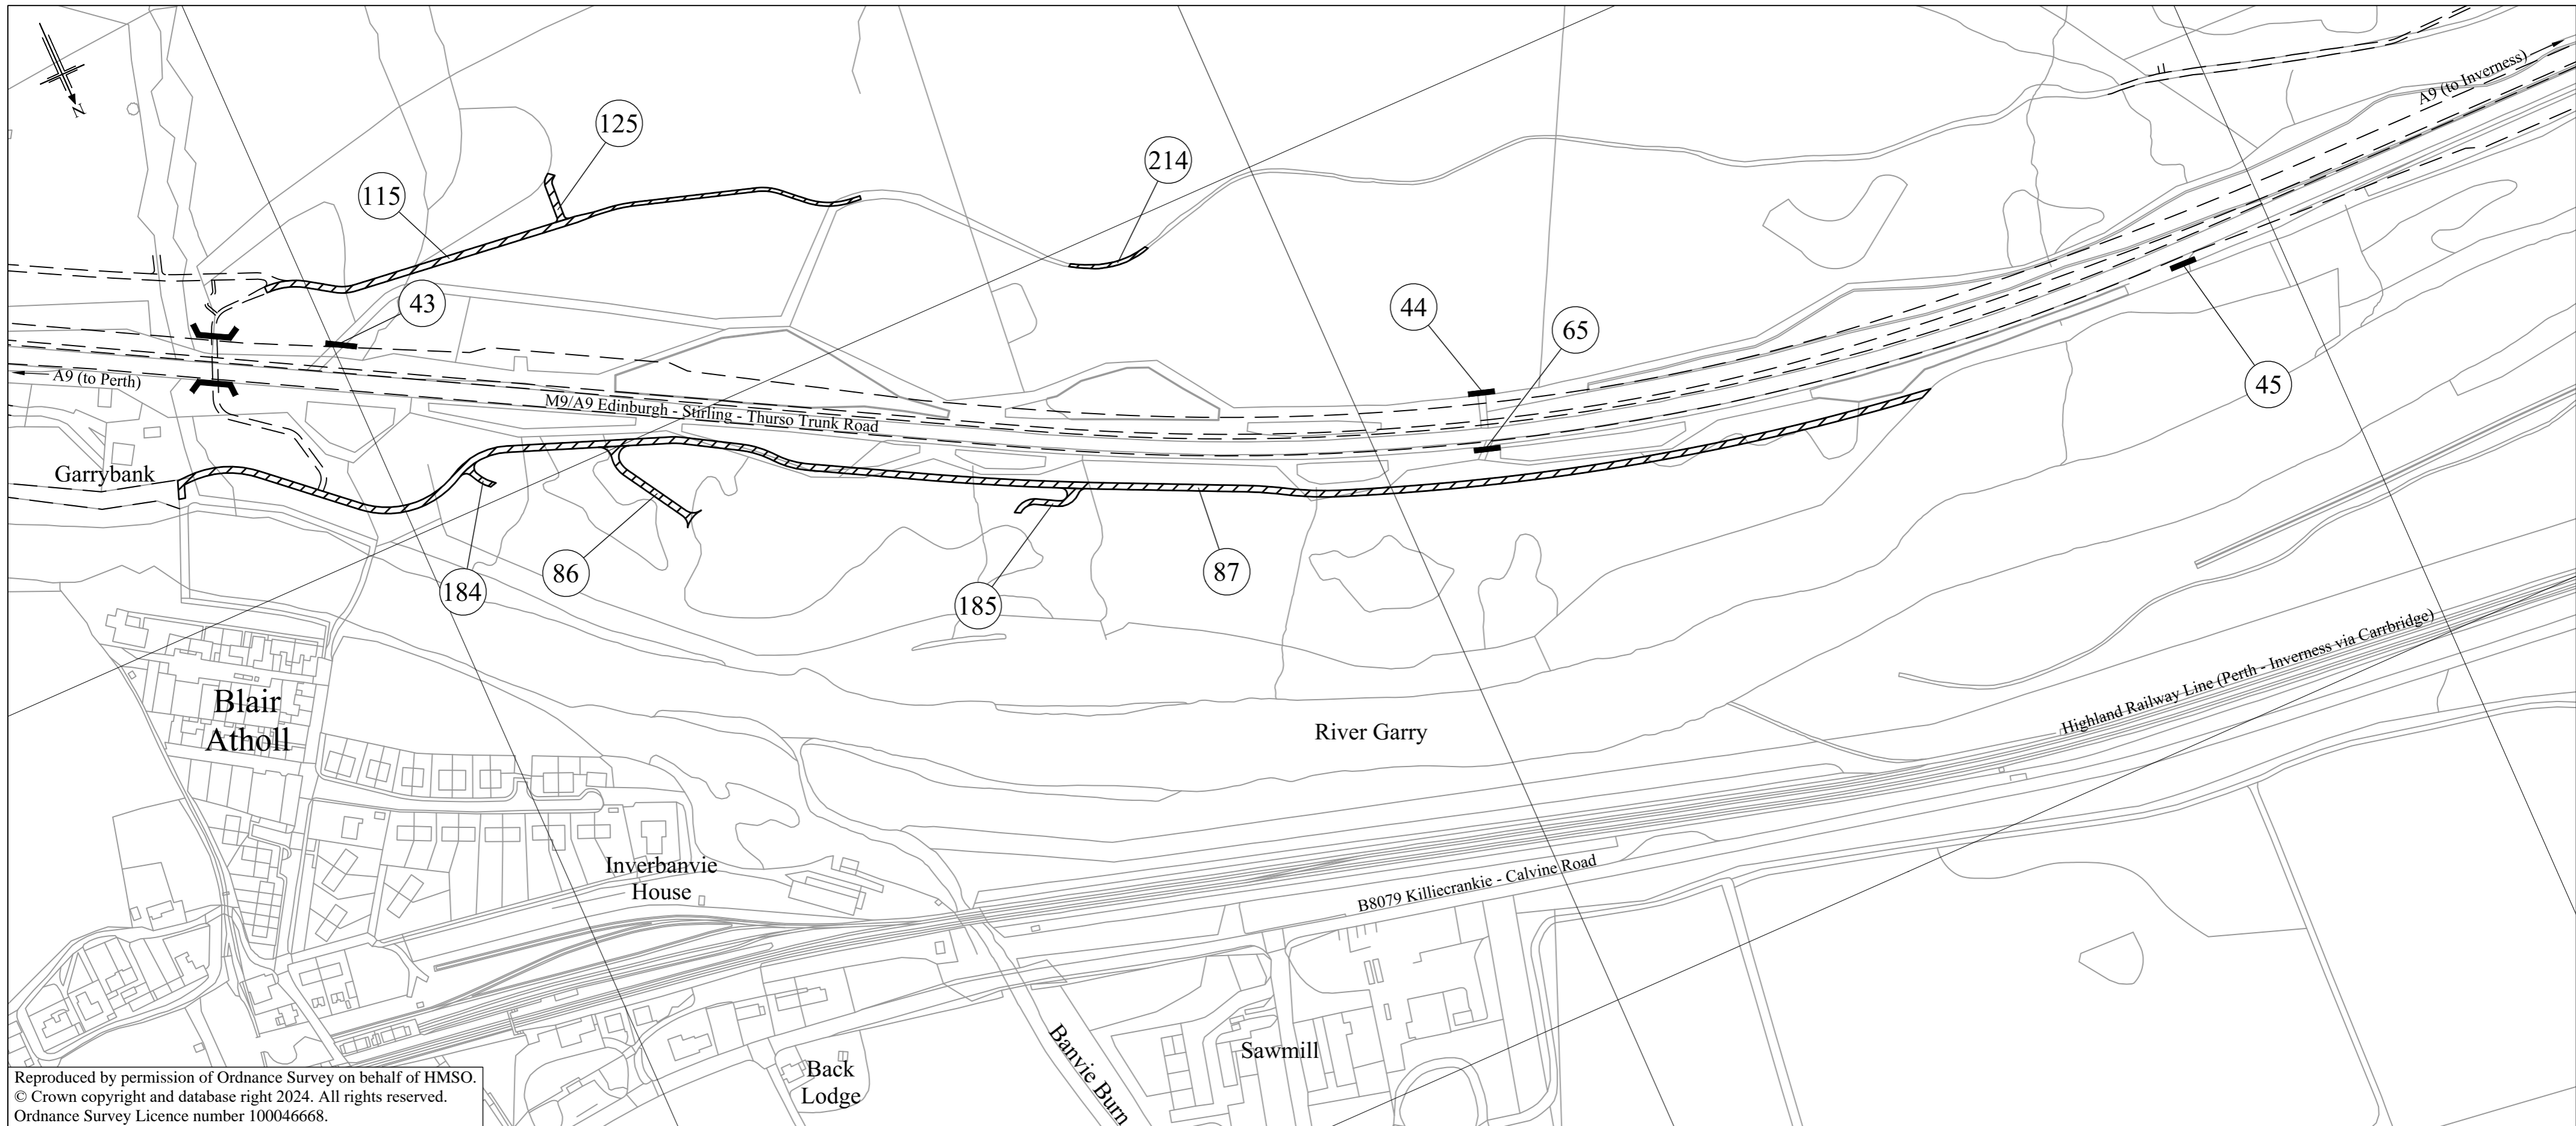 N
125
214
115
A9 (to Inverness)
43
44
65
45
A9 (to Perth)
M9/A9 Edinburgh - Stirling - Thurso Trunk Road
Garrybank
184
86
185
87
Blair
Atholl
River Garry
Highland Railway Line (Perth - Inverness via Carrbridge)
Inverbanvie
House
B8079 Killiecrankie - Calvine Road
Back
Lodge
Banvie Burn
Sawmill
Reproduced by permission of Ordnance Survey on behalf of HMSO.
© Crown copyright and database right 2024. All rights reserved.
Ordnance Survey Licence number 100046668.